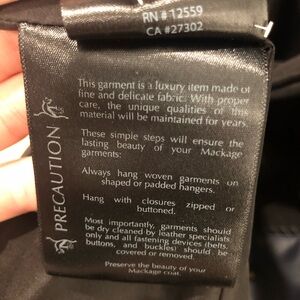 RN # 12559
CA #27302
PRECAUTION
This garment is a luxury item made of
fine and delicate fabric. With proper
care, the unique qualities of this
material will be maintained for years.
These simple steps will ensure the
lasting beauty of your Mackage
garments:
Always hang woven garments on
shaped or padded hangers.
Hang with closures zipped or
buttoned.
Most importantly, garments should
be dry cleaned by leather specialists
only and all fastening devices (belts,
buttons, and buckles) should be
covered or removed.
Preserve the beauty of your
Mackage coat.